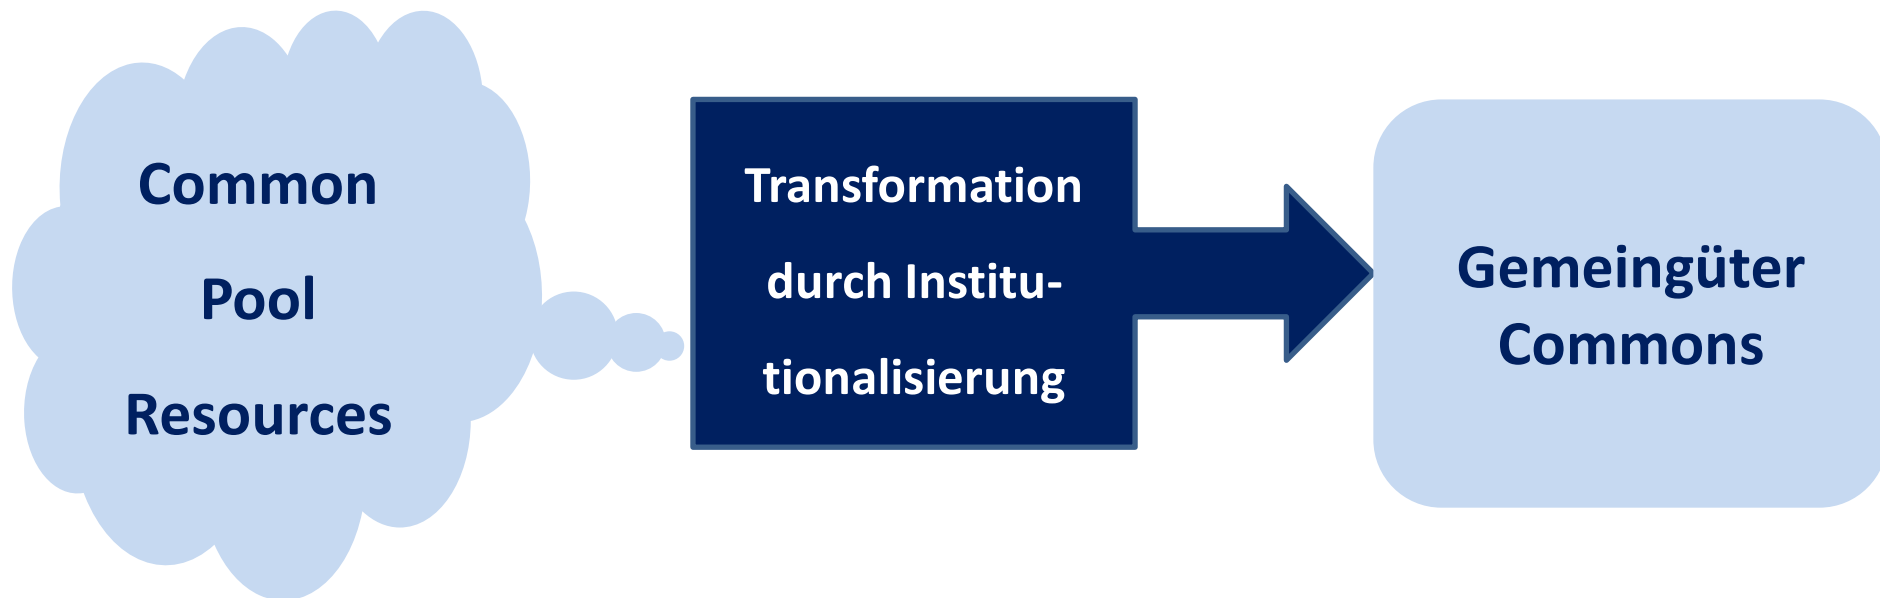 Common
Pool
Resources
Transformation
durch Institu-
tionalisierung
Gemeingüter
Commons